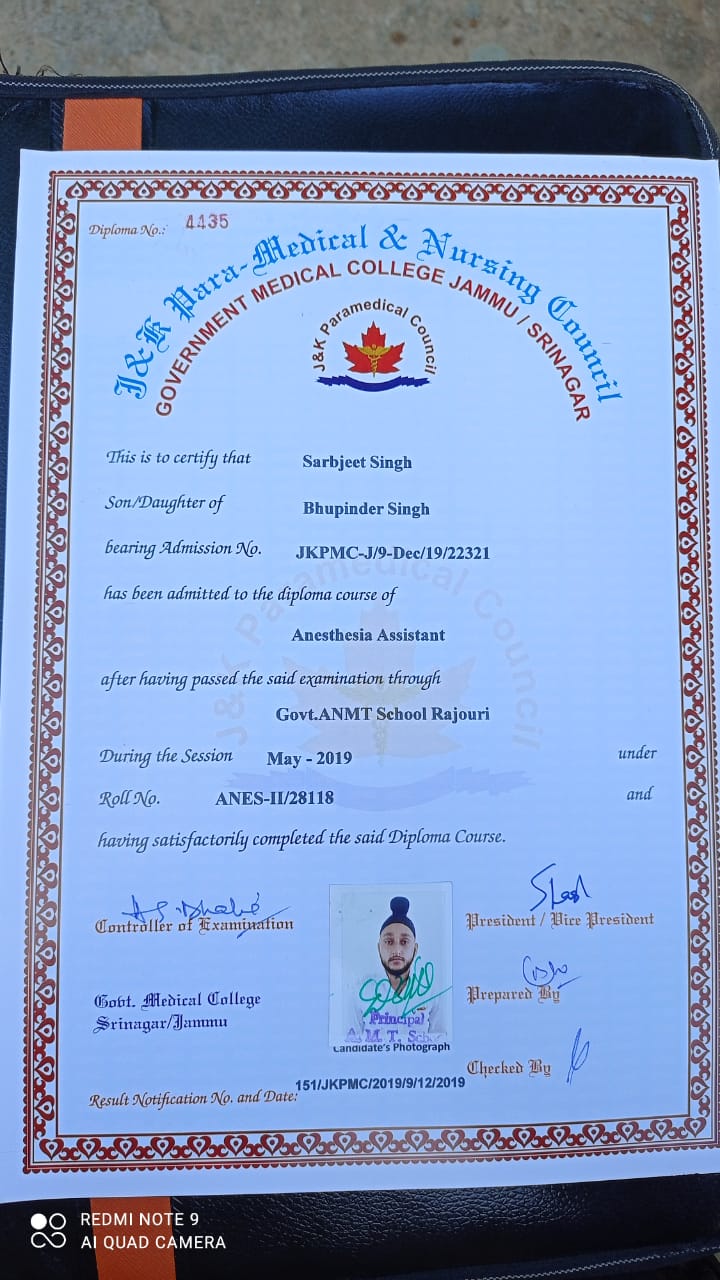 Diploma No.: 4435
J&K Para-Medical & Nursing Council
GOVERNMENT MEDICAL COLLEGE JAMMU / SRINAGAR
J&K Paramedical Council
This is to certify that Sarbjeet Singh
Son/Daughter of Bhupinder Singh
bearing Admission No. JKPMC-J/9-Dec/19/22321
has been admitted to the diploma course of
Anesthesia Assistant
after having passed the said examination through
Govt.ANMT School Rajouri
During the Session May - 2019 under
Roll No. ANES-II/28118 and
having satisfactorily completed the said Diploma Course.
Controller of Examination
President / Vice President
Govt. Medical College
Srinagar/Jammu
Prepared By
Principal
A. M. T. Scho
Candidate's Photograph
Checked By
Result Notification No. and Date: 151/JKPMC/2019/9/12/2019
J&K Paramedical Council
REDMI NOTE 9
AI QUAD CAMERA